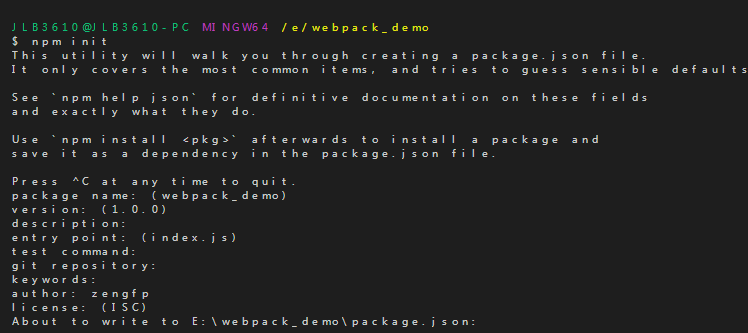 JLB3610@JLB3610-PC MINGW64 /e/webpack_demo
$ npm init
This utility will walk you through creating a package.json file.
It only covers the most common items, and tries to guess sensible defaults
See `npm help json` for definitive documentation on these fields
and exactly what they do.
Use `npm install <pkg>` afterwards to install a package and
save it as a dependency in the package.json file.
Press ^C at any time to quit.
package name: (webpack_demo)
version: (1.0.0)
description:
entry point: (index.js)
test command:
git repository:
keywords:
author: zengfp
license: (ISC)
About to write to E:\webpack_demo\package.json: